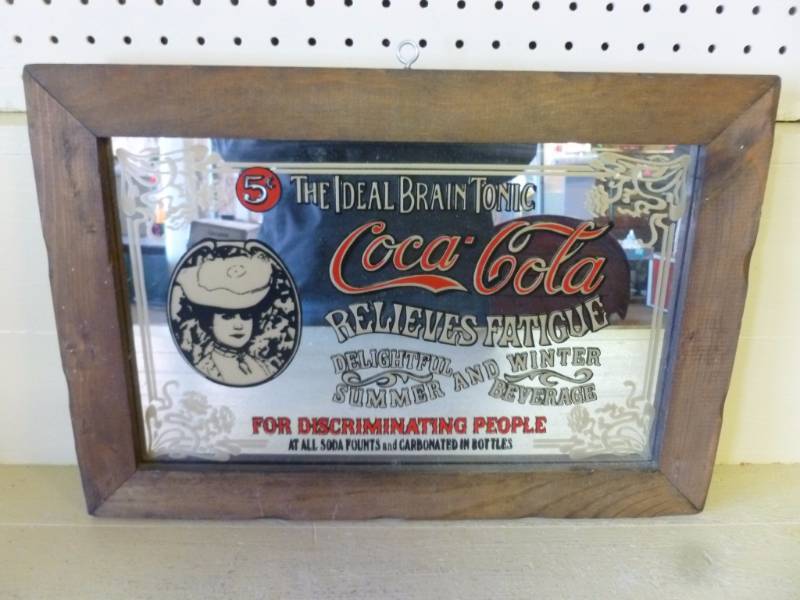 5¢ THE IDEAL BRAIN TONIC
Coca-Cola
RELIEVES FATIGUE
DELIGHTFUL
SUMMER AND WINTER
BEVERAGE
FOR DISCRIMINATING PEOPLE
AT ALL SODA FOUNTS and CARBONATED IN BOTTLES